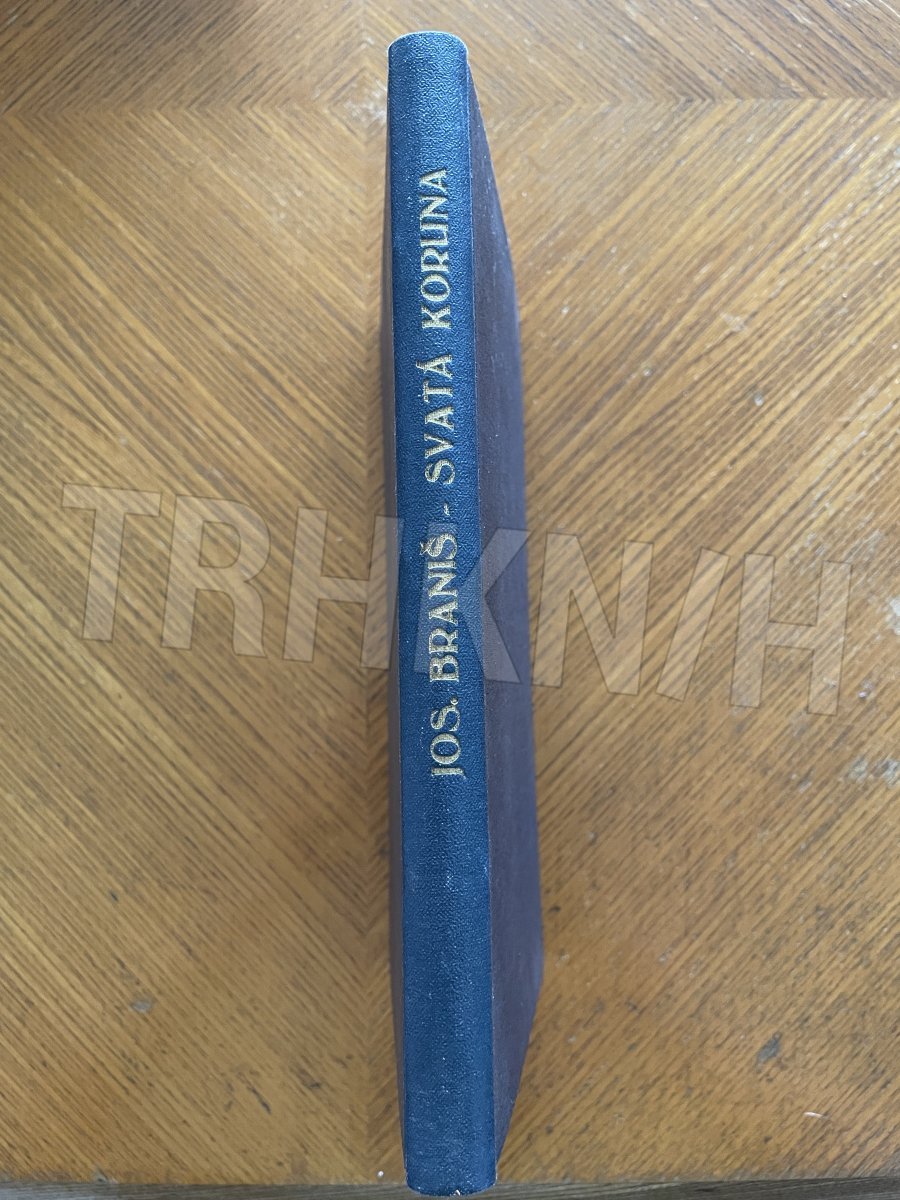 JOS. BRANIŠ - SVATÁ KORUNA
TRHKNIH